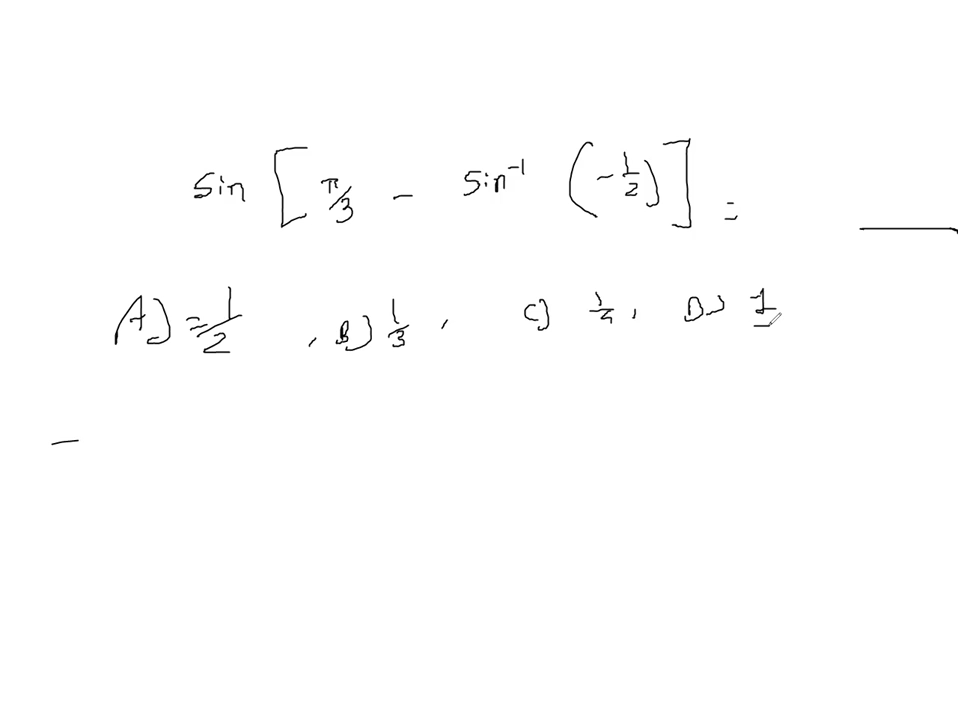 sin [ π/3 - sin⁻¹ (-1/2) ] =
A) = 1/2 , B) 1/3 , C) 1/4 , D) 1